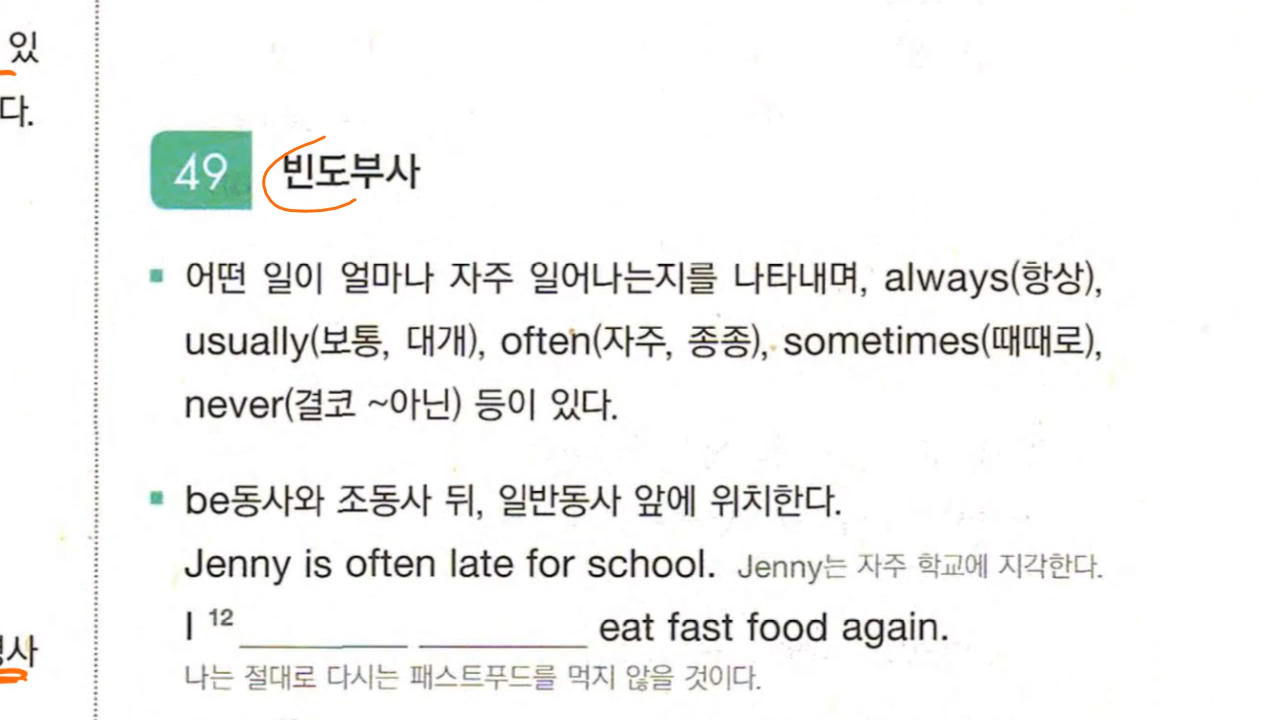 있
다.
49 빈도부사
어떤 일이 얼마나 자주 일어나는지를 나타내며, always(항상),
usually(보통, 대개), often(자주, 종종), sometimes(때때로),
never(결코 ~아닌) 등이 있다.
be동사와 조동사 뒤, 일반동사 앞에 위치한다.
Jenny is often late for school. Jenny는 자주 학교에 지각한다.
I 12 ________ ________ eat fast food again.
나는 절대로 다시는 패스트푸드를 먹지 않을 것이다.